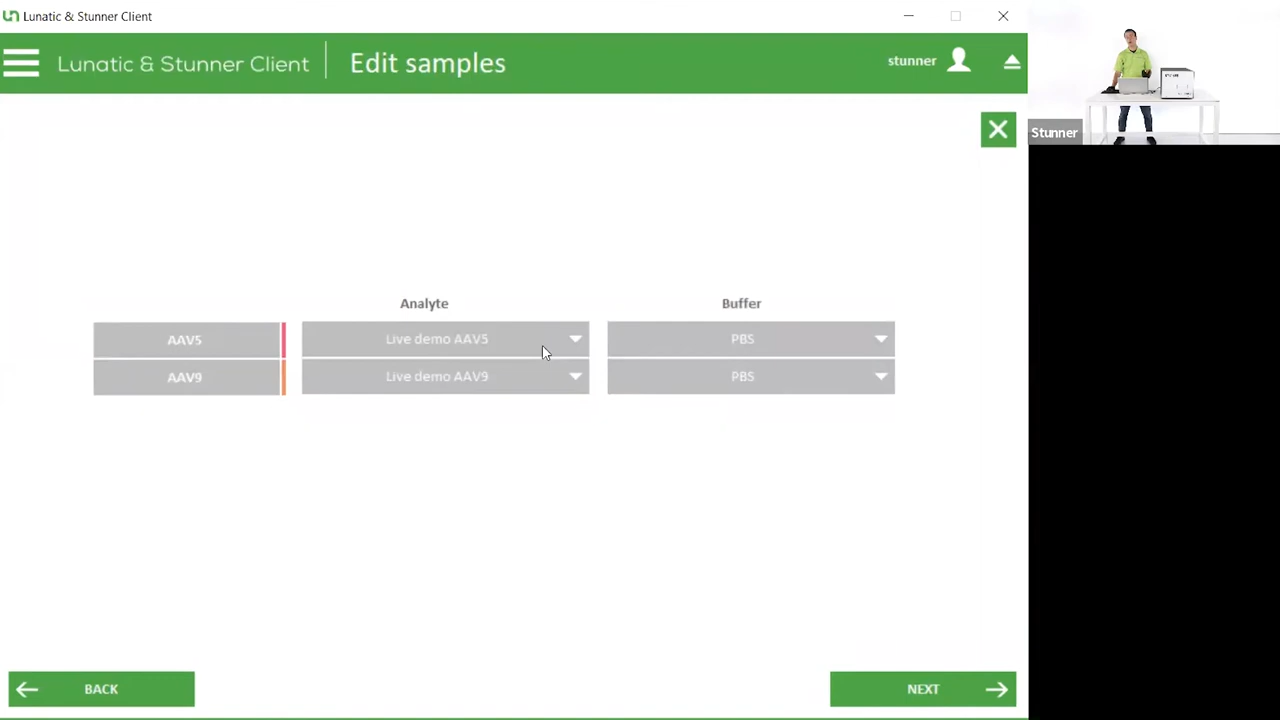 Lunatic & Stunner Client
Lunatic & Stunner Client
Edit samples
stunner
Stunner
Analyte
Buffer
AAV5
Live demo AAV5
PBS
AAV9
Live demo AAV9
PBS
BACK
NEXT